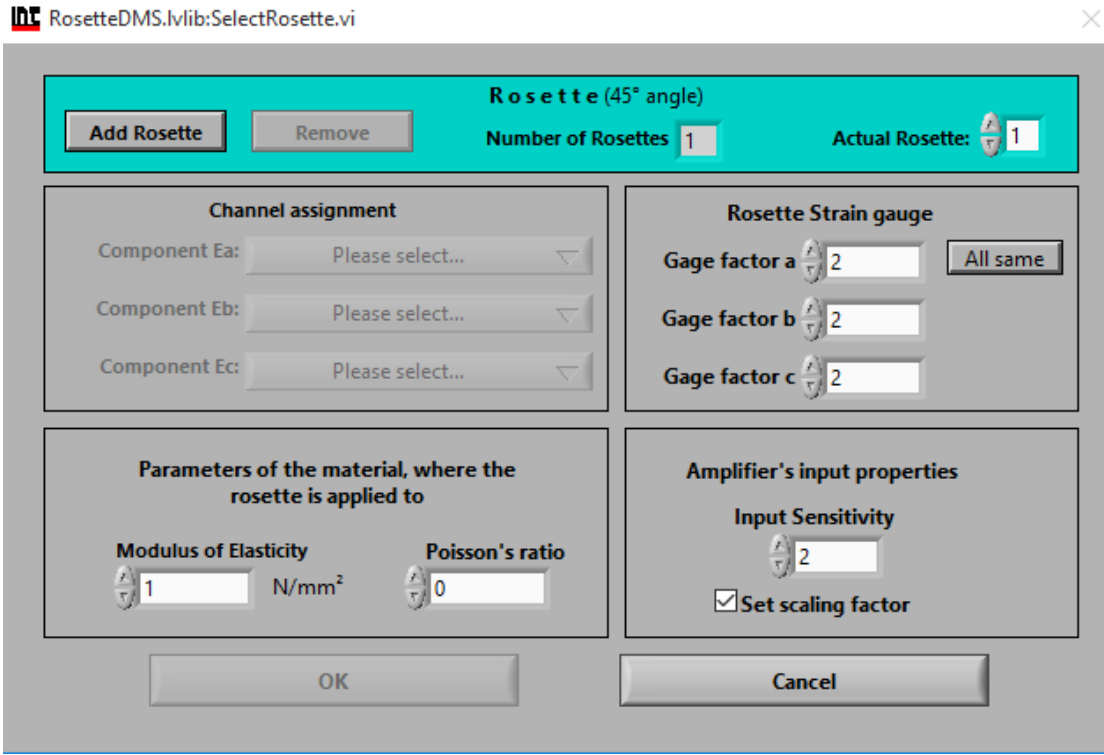 RosetteDMS.lvlib:SelectRosette.vi
Rosette (45° angle)
Add Rosette
Remove
Number of Rosettes 1
Actual Rosette: 1
Channel assignment
Component Ea: Please select...
Component Eb: Please select...
Component Ec: Please select...
Rosette Strain gauge
Gage factor a 2
All same
Gage factor b 2
Gage factor c 2
Parameters of the material, where the
rosette is applied to
Modulus of Elasticity
1 N/mm²
Poisson's ratio
0
Amplifier's input properties
Input Sensitivity
2
Set scaling factor
OK
Cancel